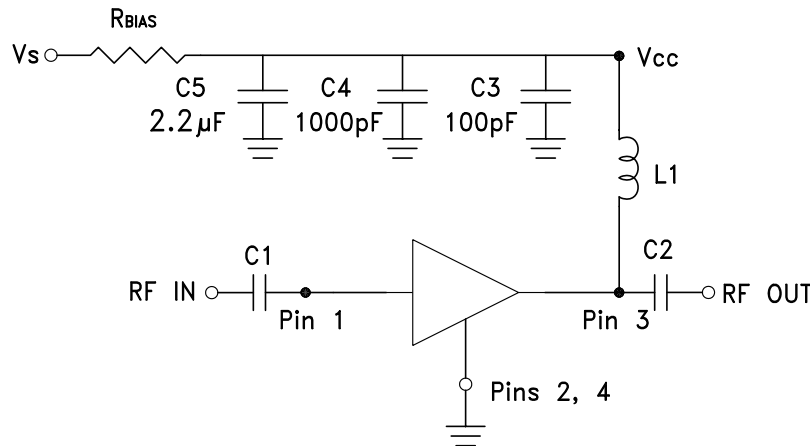 RBIAS
Vs
Vcc
C5
2.2µF
C4
1000pF
C3
100pF
L1
C1
C2
RF IN
RF OUT
Pin 1
Pin 3
Pins 2, 4